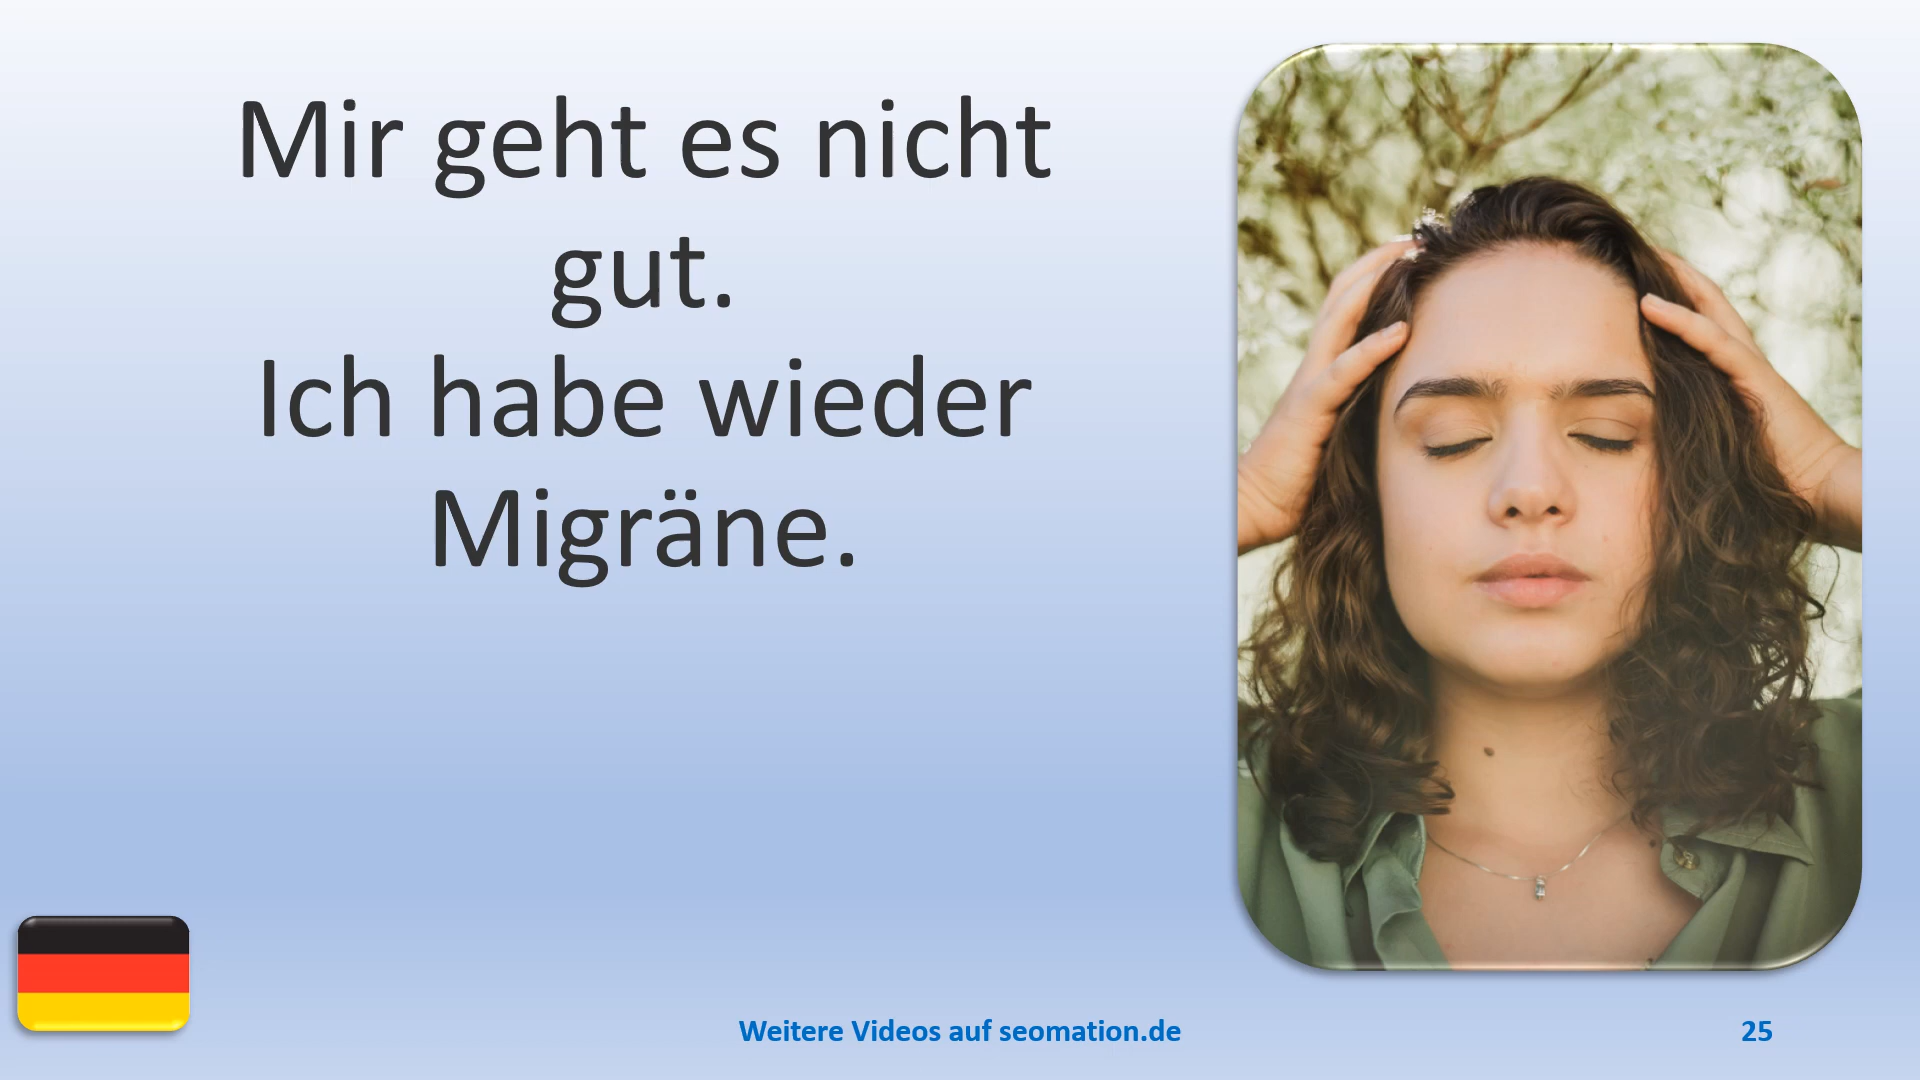 Mir geht es nicht
gut.
Ich habe wieder
Migräne.
Weitere Videos auf seomation.de
25